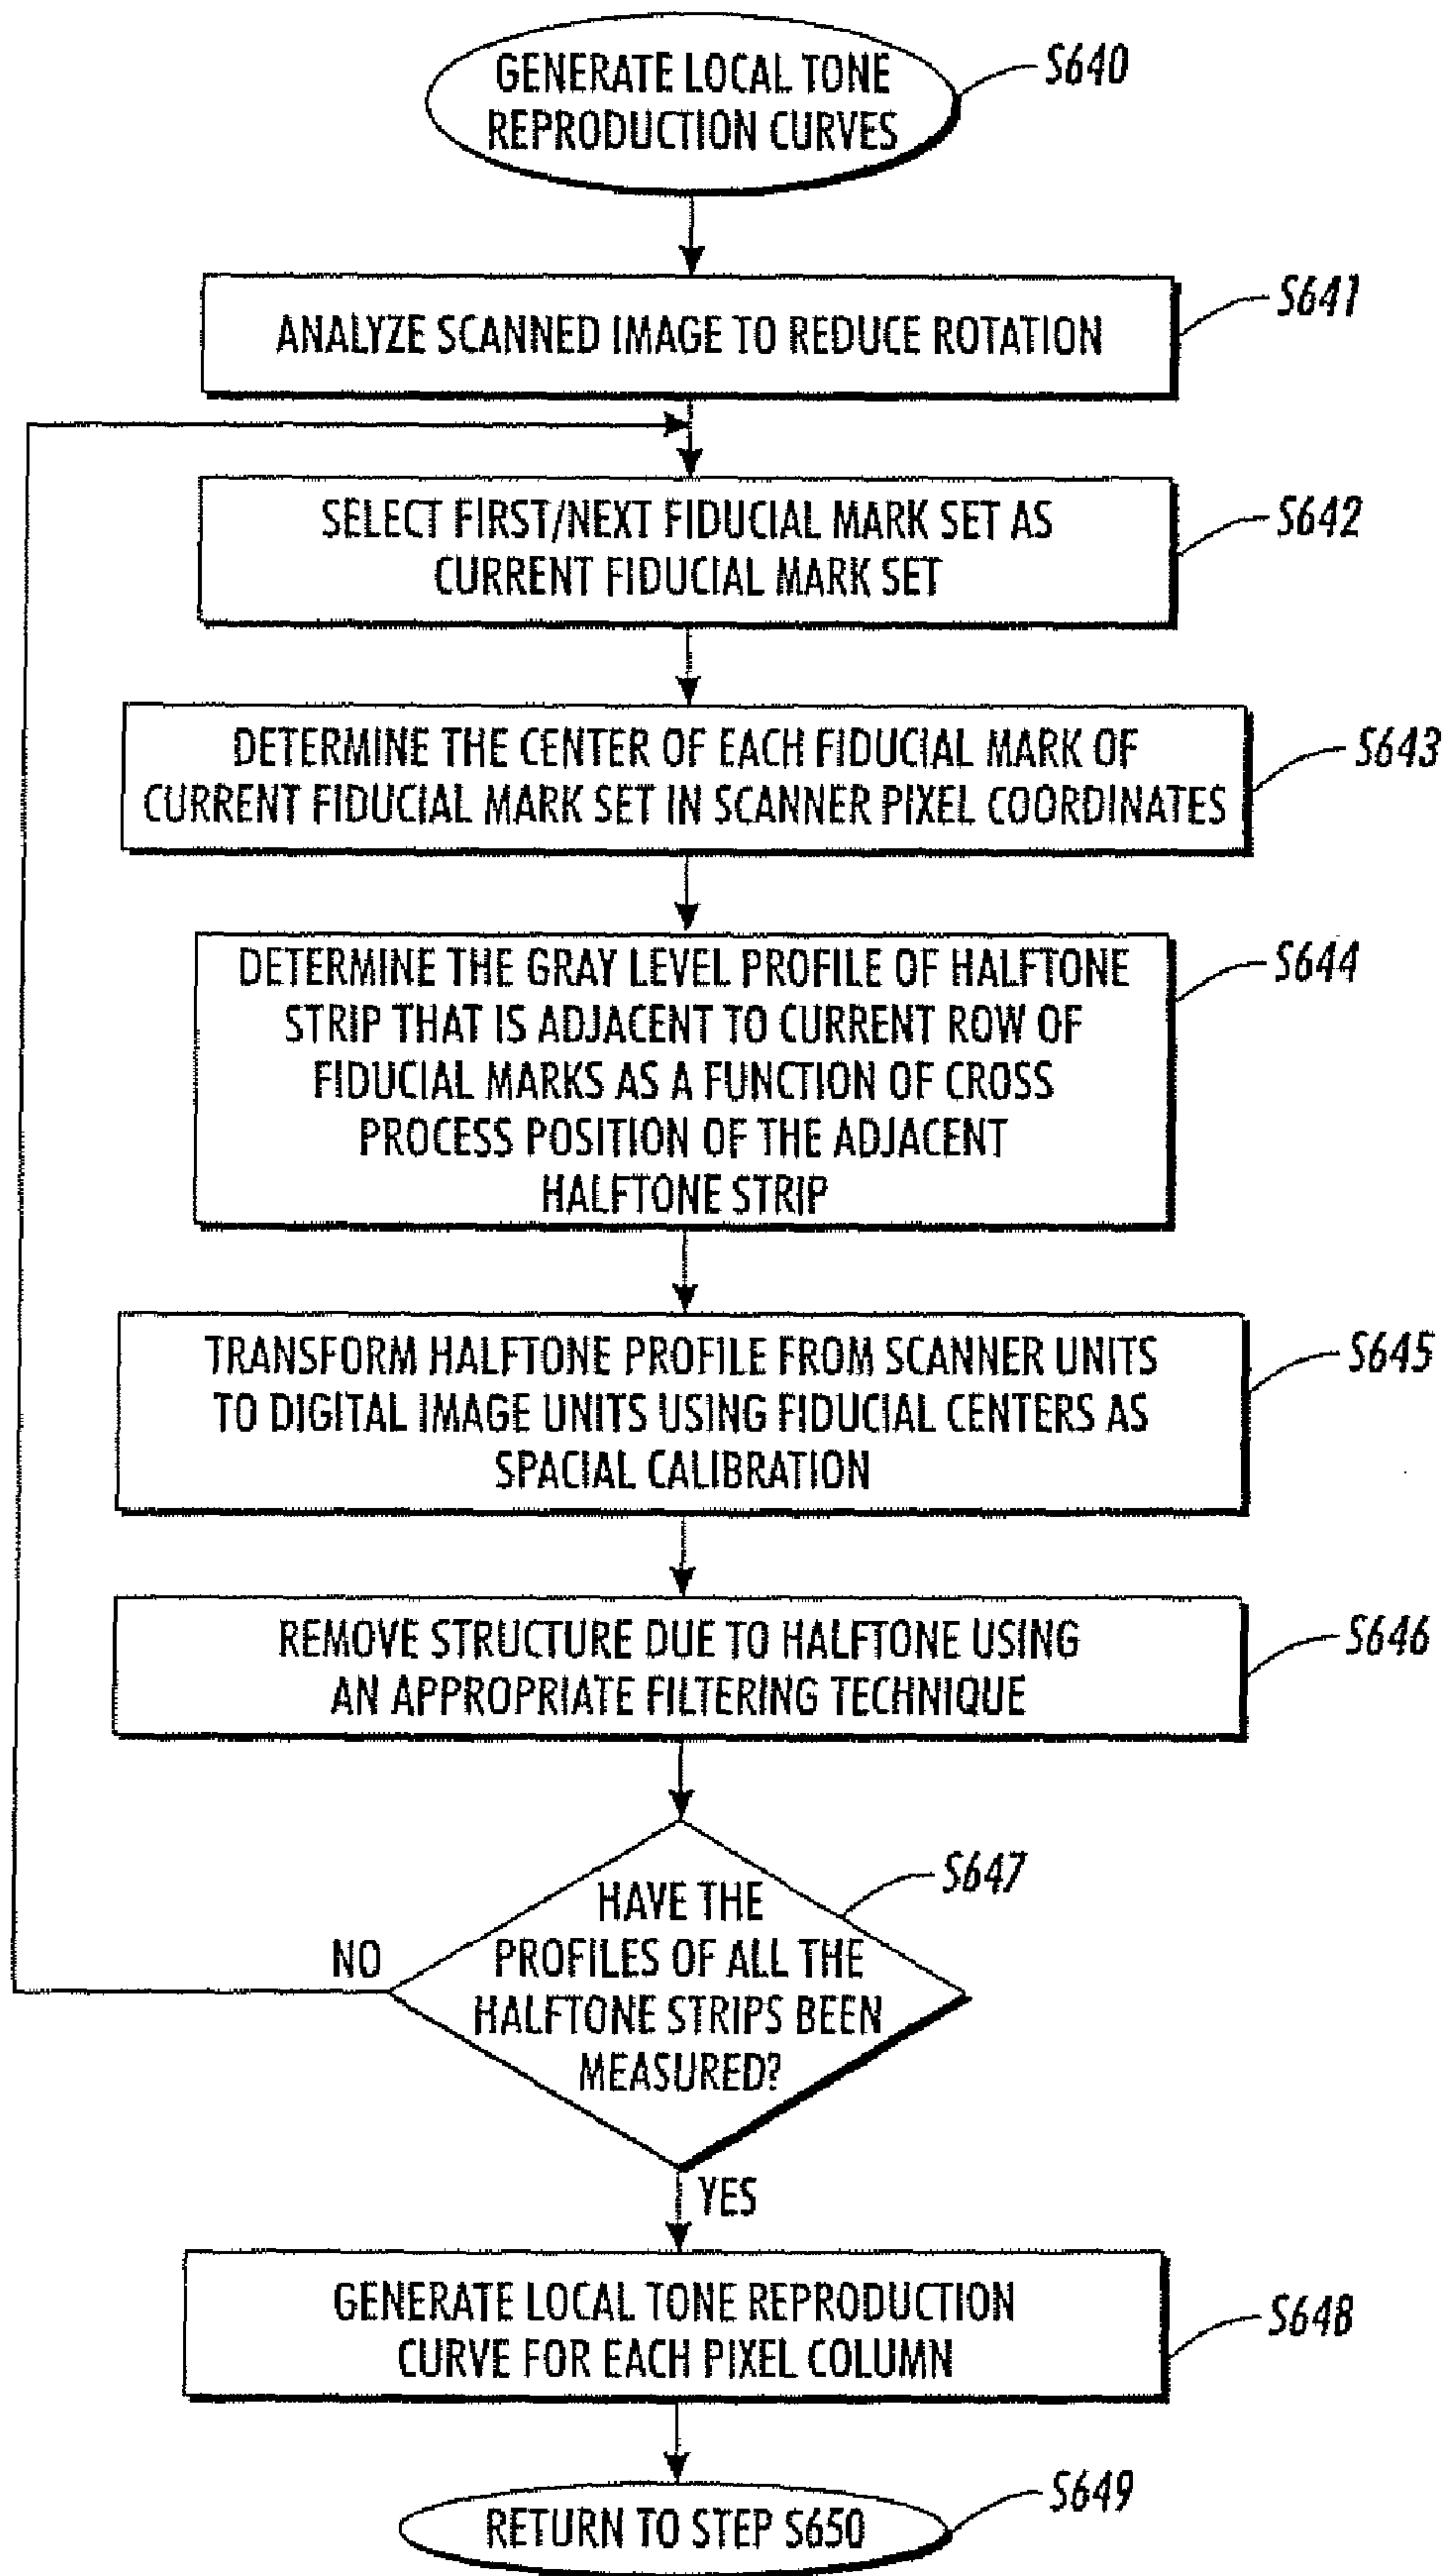 GENERATE LOCAL TONE
REPRODUCTION CURVES
S640
ANALYZE SCANNED IMAGE TO REDUCE ROTATION
S641
SELECT FIRST/NEXT FIDUCIAL MARK SET AS
CURRENT FIDUCIAL MARK SET
S642
DETERMINE THE CENTER OF EACH FIDUCIAL MARK OF
CURRENT FIDUCIAL MARK SET IN SCANNER PIXEL COORDINATES
S643
DETERMINE THE GRAY LEVEL PROFILE OF HALFTONE
STRIP THAT IS ADJACENT TO CURRENT ROW OF
FIDUCIAL MARKS AS A FUNCTION OF CROSS
PROCESS POSITION OF THE ADJACENT
HALFTONE STRIP
S644
TRANSFORM HALFTONE PROFILE FROM SCANNER UNITS
TO DIGITAL IMAGE UNITS USING FIDUCIAL CENTERS AS
SPACIAL CALIBRATION
S645
REMOVE STRUCTURE DUE TO HALFTONE USING
AN APPROPRIATE FILTERING TECHNIQUE
S646
HAVE THE
PROFILES OF ALL THE
HALFTONE STRIPS BEEN
MEASURED?
S647
NO
YES
GENERATE LOCAL TONE REPRODUCTION
CURVE FOR EACH PIXEL COLUMN
S648
RETURN TO STEP S650
S649